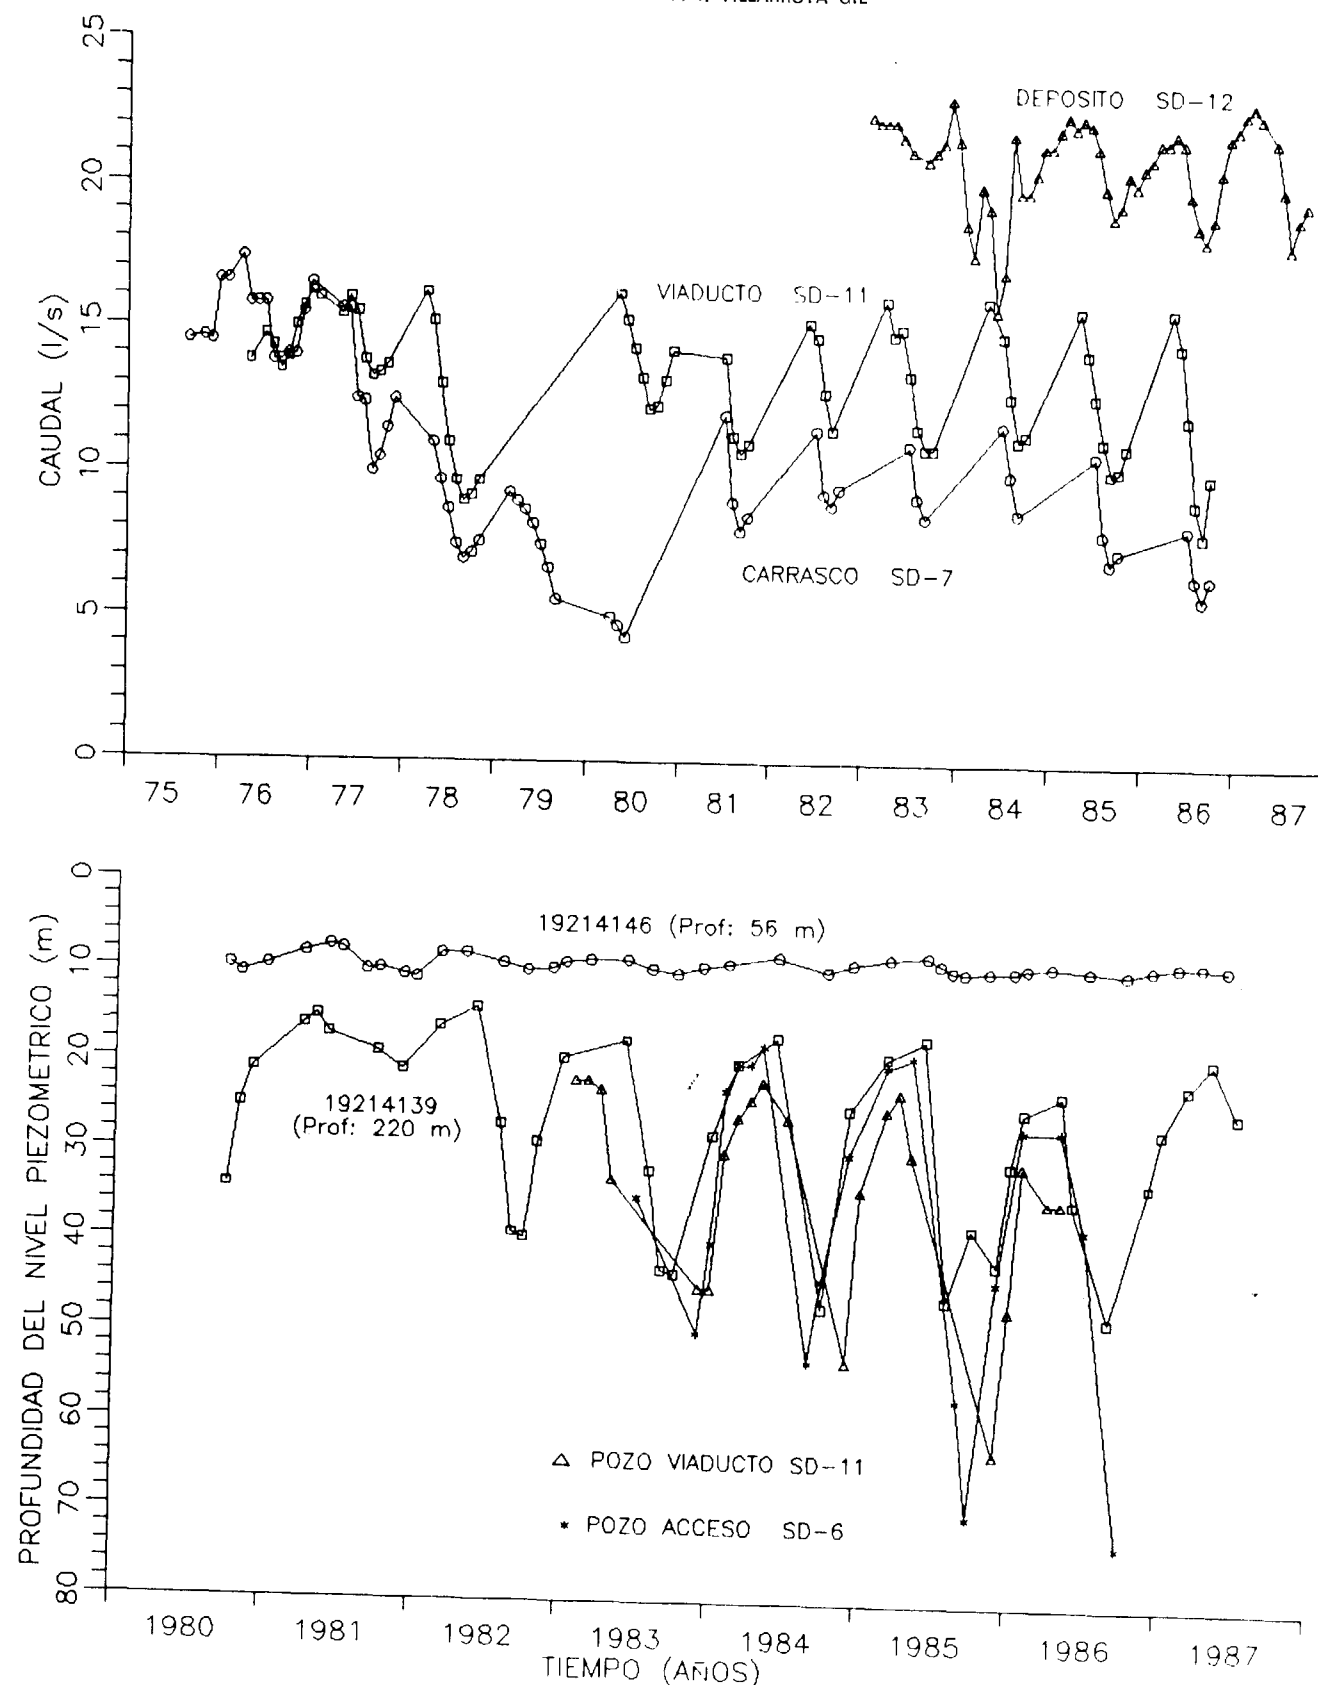 VILLARROYA GIL
25
20
15
10
5
0
CAUDAL (l/s)
DEPOSITO SD-12
VIADUCTO SD-11
CARRASCO SD-7
75 76 77 78 79 80 81 82 83 84 85 86 87
0
10
20
30
40
50
60
70
80
PROFUNDIDAD DEL NIVEL PIEZOMETRICO (m)
19214146 (Prof: 56 m)
19214139
(Prof: 220 m)
POZO VIADUCTO SD-11
POZO ACCESO SD-6
1980 1981 1982 1983 1984 1985 1986 1987
TIEMPO (AÑOS)